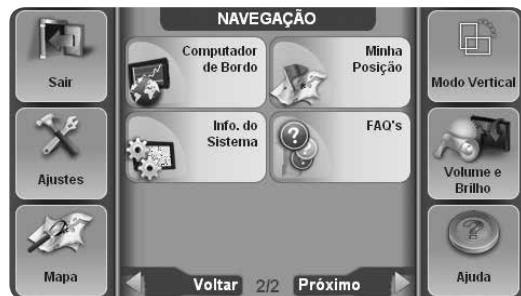 NAVEGAÇÃO
Sair
Computador
de Bordo
Minha
Posição
Modo Vertical
Ajustes
Info. do
Sistema
FAQ's
Volume e
Brilho
Mapa
Voltar 2/2 Próximo
Ajuda